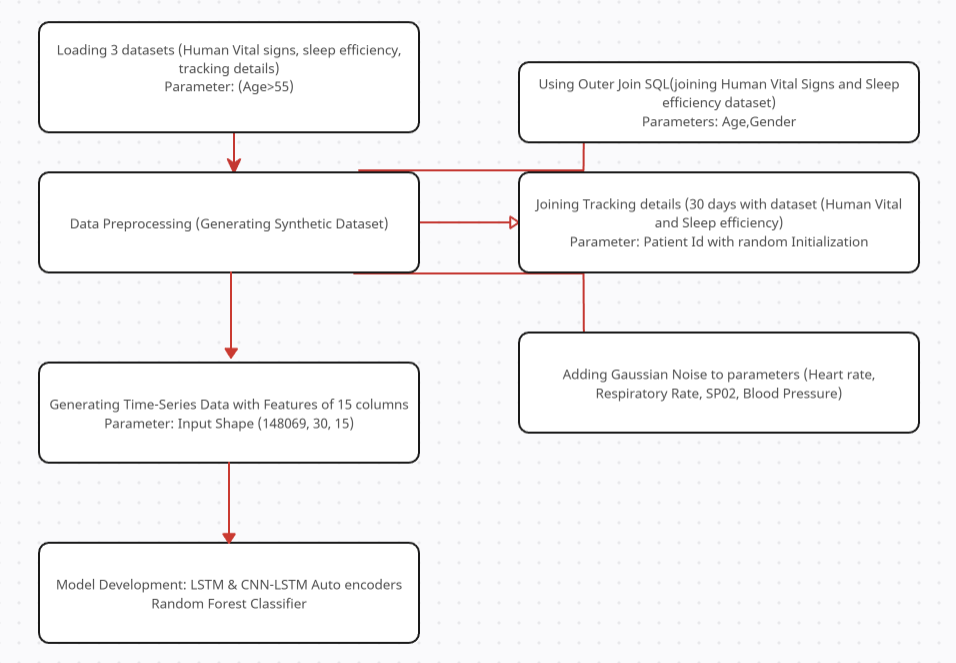 Loading 3 datasets (Human Vital signs, sleep efficiency,
tracking details)
Parameter: (Age>55)
Using Outer Join SQL(joining Human Vital Signs and Sleep
efficiency dataset)
Parameters: Age,Gender
Data Preprocessing (Generating Synthetic Dataset)
Joining Tracking details (30 days with dataset (Human Vital
and Sleep efficiency)
Parameter: Patient Id with random Initialization
Adding Gaussian Noise to parameters (Heart rate,
Respiratory Rate, SP02, Blood Pressure)
Generating Time-Series Data with Features of 15 columns
Parameter: Input Shape (148069, 30, 15)
Model Development: LSTM & CNN-LSTM Auto encoders
Random Forest Classifier